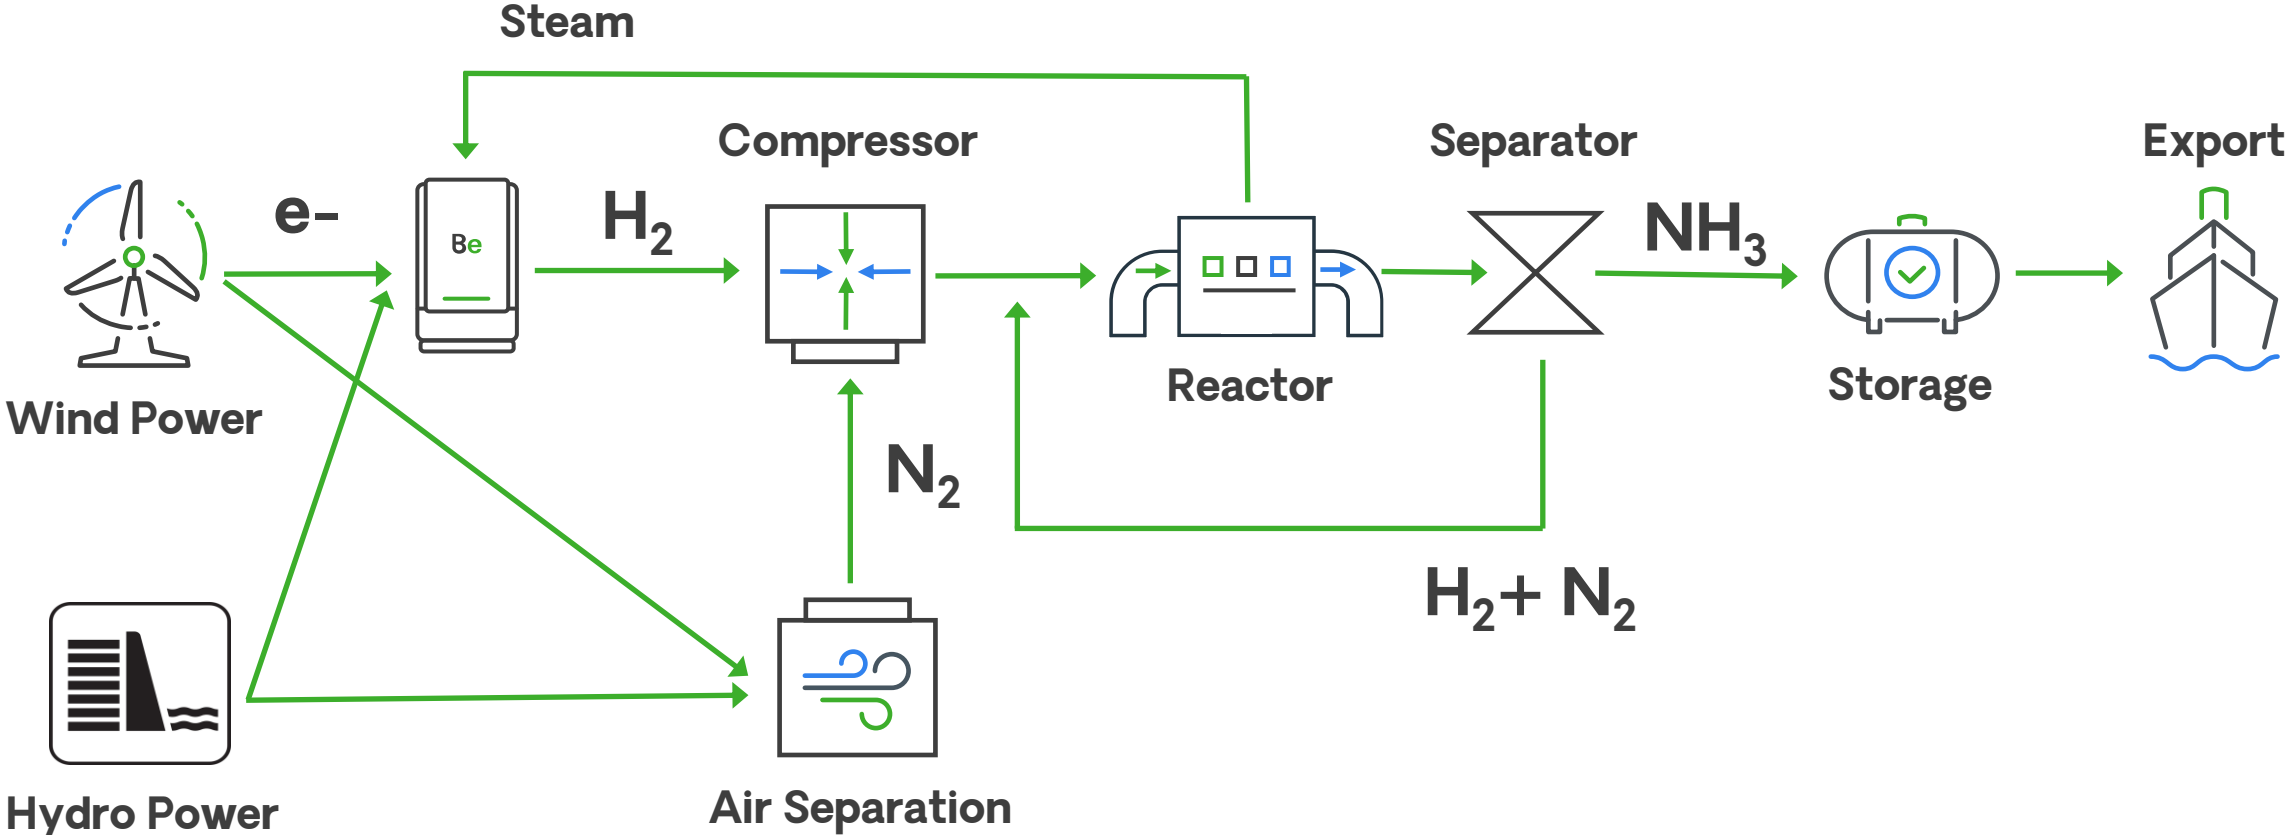 Steam
Compressor
Separator
Export
e-
H₂
NH₃
Be
Wind Power
Reactor
Storage
N₂
H₂+ N₂
Hydro Power
Air Separation